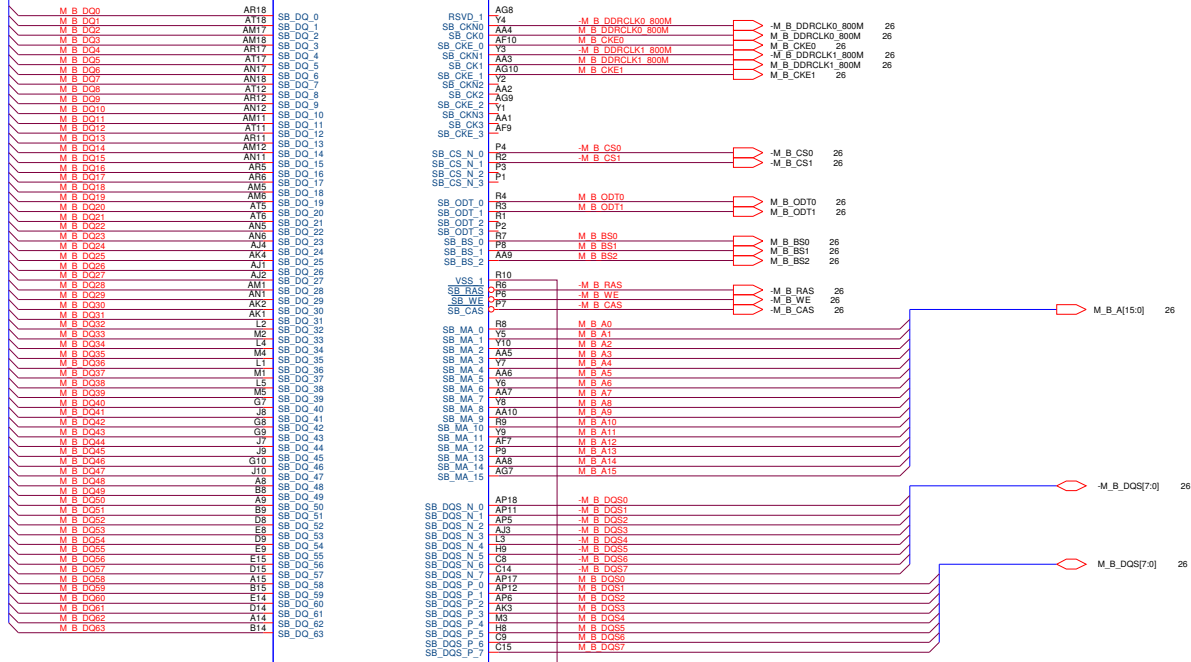 M_B_DQ0 AR18 SB_DQ_0
M_B_DQ1 AT18 SB_DQ_1
M_B_DQ2 AM17 SB_DQ_2
M_B_DQ3 AM18 SB_DQ_3
M_B_DQ4 AR17 SB_DQ_4
M_B_DQ5 AT17 SB_DQ_5
M_B_DQ6 AN17 SB_DQ_6
M_B_DQ7 AN18 SB_DQ_7
M_B_DQ8 AT12 SB_DQ_8
M_B_DQ9 AR12 SB_DQ_9
M_B_DQ10 AN12 SB_DQ_10
M_B_DQ11 AM11 SB_DQ_11
M_B_DQ12 AT11 SB_DQ_12
M_B_DQ13 AR11 SB_DQ_13
M_B_DQ14 AM12 SB_DQ_14
M_B_DQ15 AN11 SB_DQ_15
M_B_DQ16 AR5 SB_DQ_16
M_B_DQ17 AR6 SB_DQ_17
M_B_DQ18 AM5 SB_DQ_18
M_B_DQ19 AM6 SB_DQ_19
M_B_DQ20 AT5 SB_DQ_20
M_B_DQ21 AT6 SB_DQ_21
M_B_DQ22 AN5 SB_DQ_22
M_B_DQ23 AN6 SB_DQ_23
M_B_DQ24 AJ4 SB_DQ_24
M_B_DQ25 AK4 SB_DQ_25
M_B_DQ26 AJ1 SB_DQ_26
M_B_DQ27 AJ2 SB_DQ_27
M_B_DQ28 AM1 SB_DQ_28
M_B_DQ29 AN1 SB_DQ_29
M_B_DQ30 AK2 SB_DQ_30
M_B_DQ31 AK1 SB_DQ_31
M_B_DQ32 L2 SB_DQ_32
M_B_DQ33 M2 SB_DQ_33
M_B_DQ34 L4 SB_DQ_34
M_B_DQ35 M4 SB_DQ_35
M_B_DQ36 L1 SB_DQ_36
M_B_DQ37 M1 SB_DQ_37
M_B_DQ38 L5 SB_DQ_38
M_B_DQ39 M5 SB_DQ_39
M_B_DQ40 G7 SB_DQ_40
M_B_DQ41 J8 SB_DQ_41
M_B_DQ42 G8 SB_DQ_42
M_B_DQ43 G9 SB_DQ_43
M_B_DQ44 J7 SB_DQ_44
M_B_DQ45 J9 SB_DQ_45
M_B_DQ46 G10 SB_DQ_46
M_B_DQ47 J10 SB_DQ_47
M_B_DQ48 A8 SB_DQ_48
M_B_DQ49 B8 SB_DQ_49
M_B_DQ50 A9 SB_DQ_50
M_B_DQ51 B9 SB_DQ_51
M_B_DQ52 D8 SB_DQ_52
M_B_DQ53 E8 SB_DQ_53
M_B_DQ54 D9 SB_DQ_54
M_B_DQ55 E9 SB_DQ_55
M_B_DQ56 E15 SB_DQ_56
M_B_DQ57 D15 SB_DQ_57
M_B_DQ58 A15 SB_DQ_58
M_B_DQ59 B15 SB_DQ_59
M_B_DQ60 E14 SB_DQ_60
M_B_DQ61 D14 SB_DQ_61
M_B_DQ62 A14 SB_DQ_62
M_B_DQ63 B14 SB_DQ_63
RSVD_1 AG8
SB_CKN0 Y4 -M_B_DDRCLK0_800M -M_B_DDRCLK0_800M 26
SB_CK0 AA4 M_B_DDRCLK0_800M M_B_DDRCLK0_800M 26
SB_CKE_0 AF10 M_B_CKE0 M_B_CKE0 26
SB_CKN1 Y3 -M_B_DDRCLK1_800M -M_B_DDRCLK1_800M 26
SB_CK1 AA3 M_B_DDRCLK1_800M M_B_DDRCLK1_800M 26
SB_CKE_1 AG10 M_B_CKE1 M_B_CKE1 26
SB_CKN2 Y2
SB_CK2 AA2
SB_CKE_2 AG9
SB_CKN3 Y1
SB_CK3 AA1
SB_CKE_3 AF9
SB_CS_N_0 P4 -M_B_CS0 -M_B_CS0 26
SB_CS_N_1 R2 -M_B_CS1 -M_B_CS1 26
SB_CS_N_2 P3
SB_CS_N_3 P1
SB_ODT_0 R4 M_B_ODT0 M_B_ODT0 26
SB_ODT_1 R3 M_B_ODT1 M_B_ODT1 26
SB_ODT_2 R1
SB_ODT_3 P2
SB_BS_0 R7 M_B_BS0 M_B_BS0 26
SB_BS_1 P8 M_B_BS1 M_B_BS1 26
SB_BS_2 AA9 M_B_BS2 M_B_BS2 26
VSS_1 R10
SB_RAS R6 -M_B_RAS -M_B_RAS 26
SB_WE P6 -M_B_WE -M_B_WE 26
SB_CAS P7 -M_B_CAS -M_B_CAS 26
M_B_A[15:0] 26
SB_MA_0 R8 M_B_A0
SB_MA_1 Y5 M_B_A1
SB_MA_2 Y10 M_B_A2
SB_MA_3 AA5 M_B_A3
SB_MA_4 Y7 M_B_A4
SB_MA_5 AA6 M_B_A5
SB_MA_6 Y6 M_B_A6
SB_MA_7 AA7 M_B_A7
SB_MA_8 Y8 M_B_A8
SB_MA_9 AA10 M_B_A9
SB_MA_10 R9 M_B_A10
SB_MA_11 Y9 M_B_A11
SB_MA_12 AF7 M_B_A12
SB_MA_13 P9 M_B_A13
SB_MA_14 AA8 M_B_A14
SB_MA_15 AG7 M_B_A15
-M_B_DQS[7:0] 26
SB_DQS_N_0 AP18 -M_B_DQS0
SB_DQS_N_1 AP11 -M_B_DQS1
SB_DQS_N_2 AP5 -M_B_DQS2
SB_DQS_N_3 AJ3 -M_B_DQS3
SB_DQS_N_4 L3 -M_B_DQS4
SB_DQS_N_5 H9 -M_B_DQS5
SB_DQS_N_6 C8 -M_B_DQS6
SB_DQS_N_7 C14 -M_B_DQS7
M_B_DQS[7:0] 26
SB_DQS_P_0 AP17 M_B_DQS0
SB_DQS_P_1 AP12 M_B_DQS1
SB_DQS_P_2 AP6 M_B_DQS2
SB_DQS_P_3 AK3 M_B_DQS3
SB_DQS_P_4 M3 M_B_DQS4
SB_DQS_P_5 H8 M_B_DQS5
SB_DQS_P_6 C9 M_B_DQS6
SB_DQS_P_7 C15 M_B_DQS7